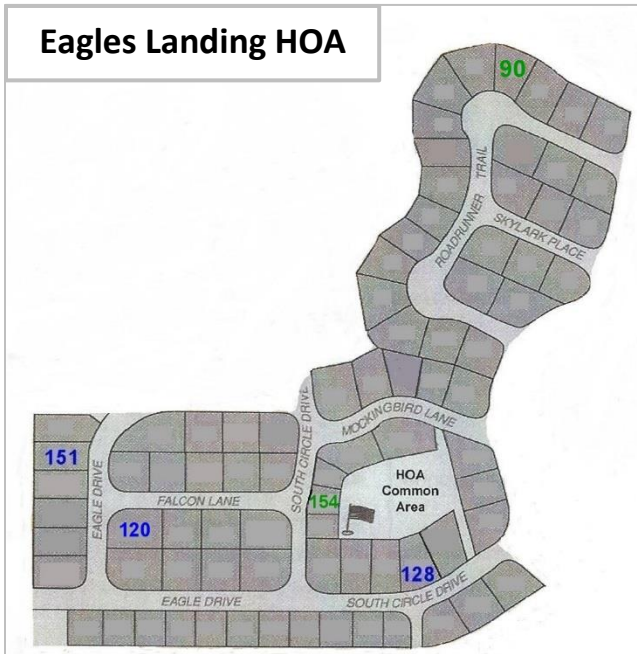 Eagles Landing HOA
90
ROADRUNNER TRAIL
SKYLARK PLACE
MOCKINGBIRD LANE
SOUTH CIRCLE DRIVE
151
EAGLE DRIVE
FALCON LANE
154
HOA
Common
Area
120
128
EAGLE DRIVE
SOUTH CIRCLE DRIVE